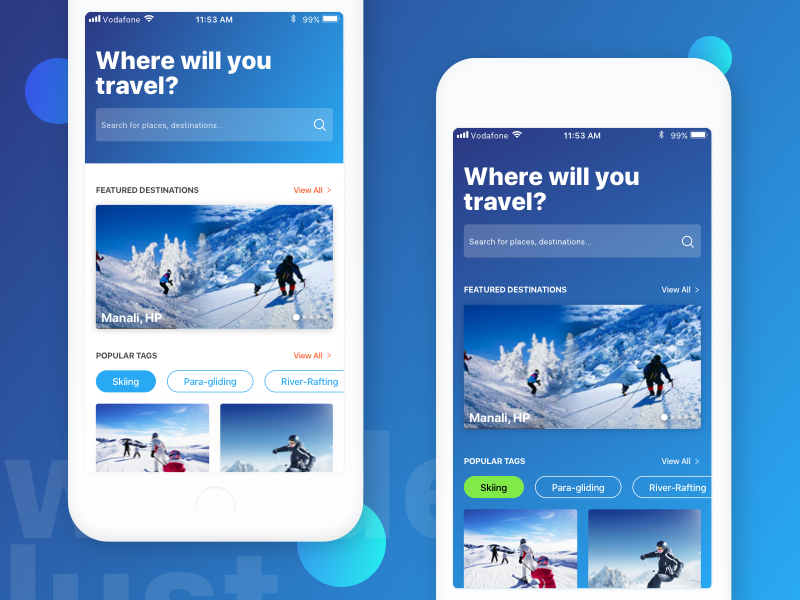 Vodafone 11:53 AM 99%
Where will you
travel?
Search for places, destinations...
FEATURED DESTINATIONS View All >
Manali, HP
POPULAR TAGS View All >
Skiing Para-gliding River-Rafting
Vodafone 11:53 AM 99%
Where will you
travel?
Search for places, destinations...
FEATURED DESTINATIONS View All >
Manali, HP
POPULAR TAGS View All >
Skiing Para-gliding River-Rafting
lust